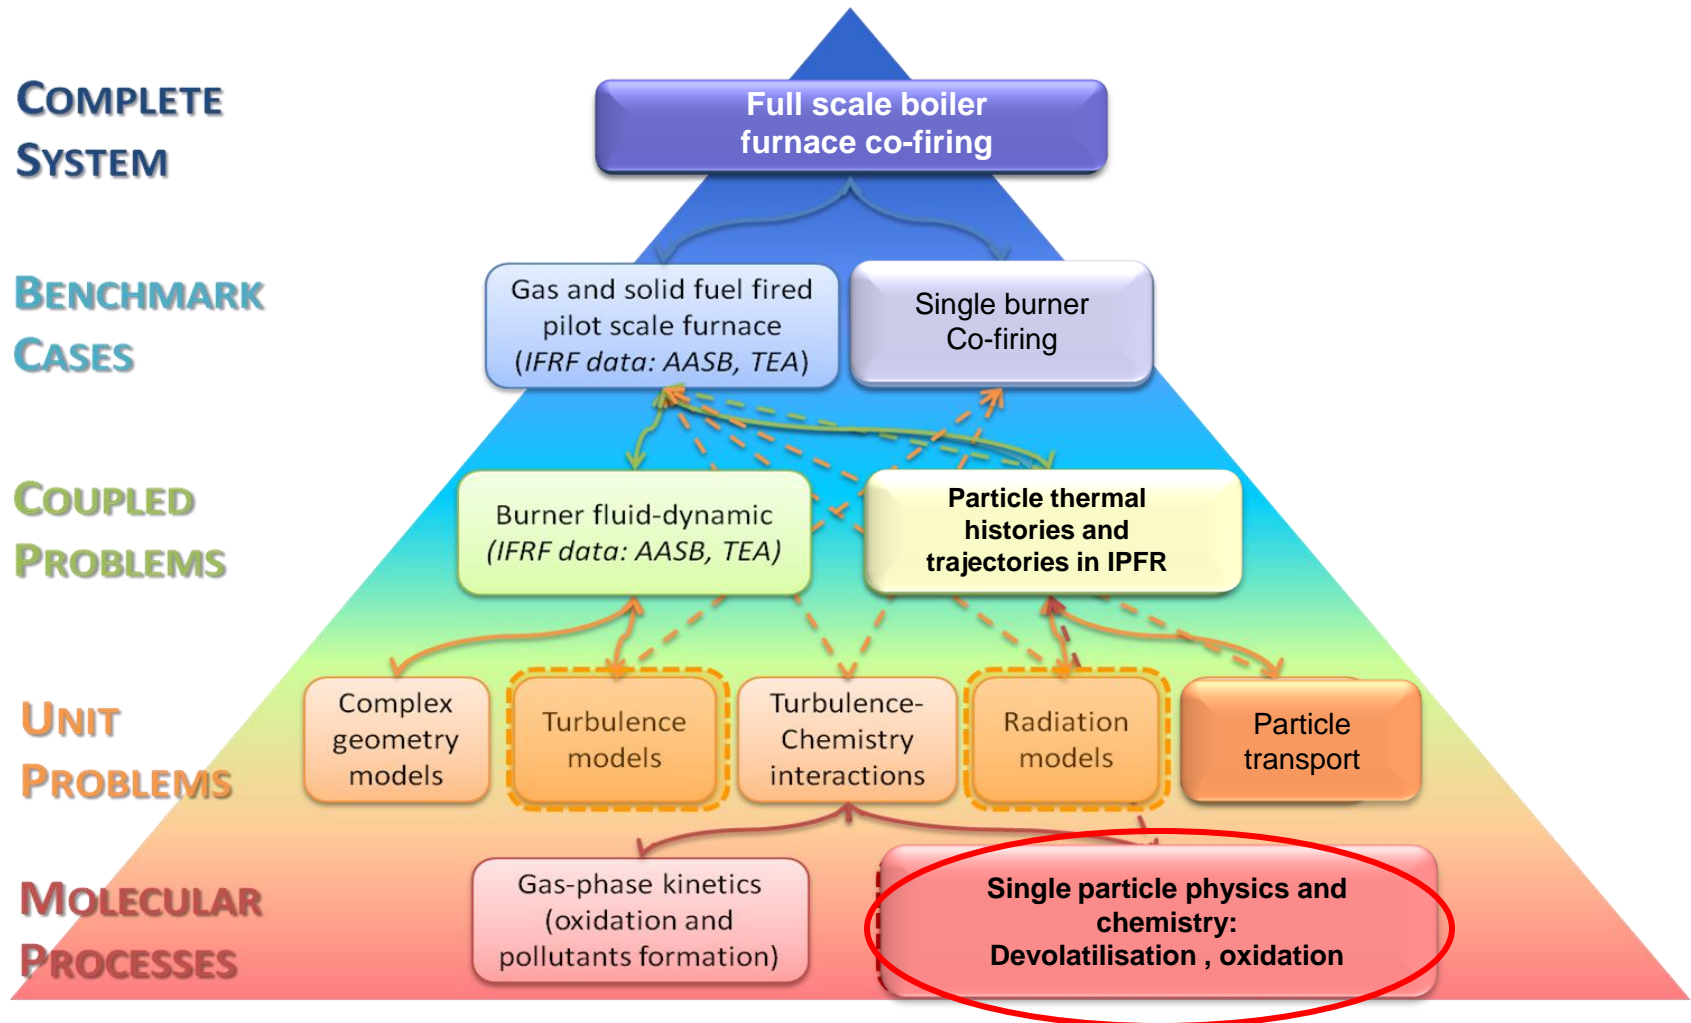 COMPLETE
SYSTEM
Full scale boiler
furnace co-firing
BENCHMARK
CASES
Gas and solid fuel fired
pilot scale furnace
(IFRF data: AASB, TEA)
Single burner
Co-firing
COUPLED
PROBLEMS
Burner fluid-dynamic
(IFRF data: AASB, TEA)
Particle thermal
histories and
trajectories in IPFR
UNIT
PROBLEMS
Complex
geometry
models
Turbulence
models
Turbulence-
Chemistry
interactions
Radiation
models
Particle
transport
MOLECULAR
PROCESSES
Gas-phase kinetics
(oxidation and
pollutants formation)
Single particle physics and
chemistry:
Devolatilisation , oxidation